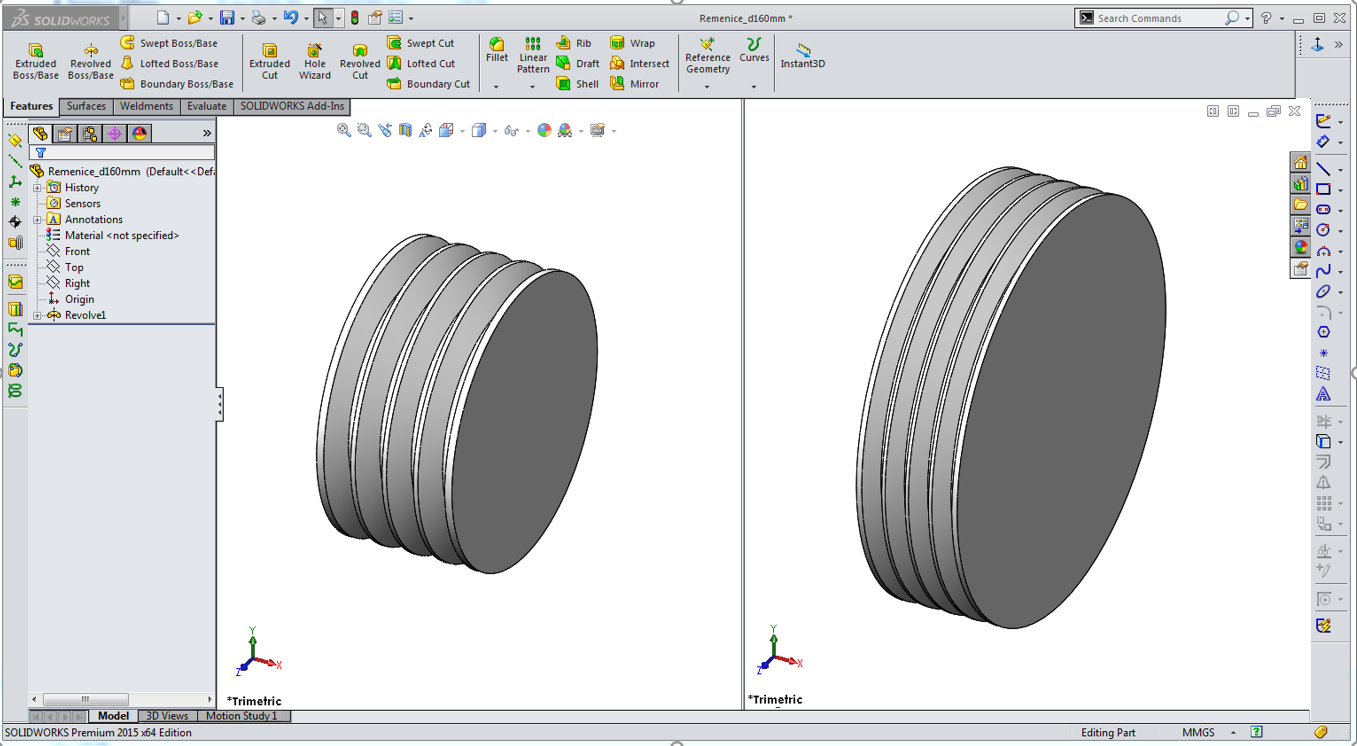 SOLIDWORKS
Remenice_d160mm *
Search Commands
Extruded Boss/Base
Revolved Boss/Base
Swept Boss/Base
Lofted Boss/Base
Boundary Boss/Base
Extruded Cut
Hole Wizard
Revolved Cut
Swept Cut
Lofted Cut
Boundary Cut
Fillet
Linear Pattern
Rib
Draft
Shell
Wrap
Intersect
Mirror
Reference Geometry
Curves
Instant3D
Features
Surfaces
Weldments
Evaluate
SOLIDWORKS Add-Ins
Remenice_d160mm (Default<<Def
History
Sensors
Annotations
Material <not specified>
Front
Top
Right
Origin
Revolve1
Y
X
Z
*Trimetric
Y
X
Z
*Trimetric
Model
3D Views
Motion Study 1
SOLIDWORKS Premium 2015 x64 Edition
Editing Part
MMGS